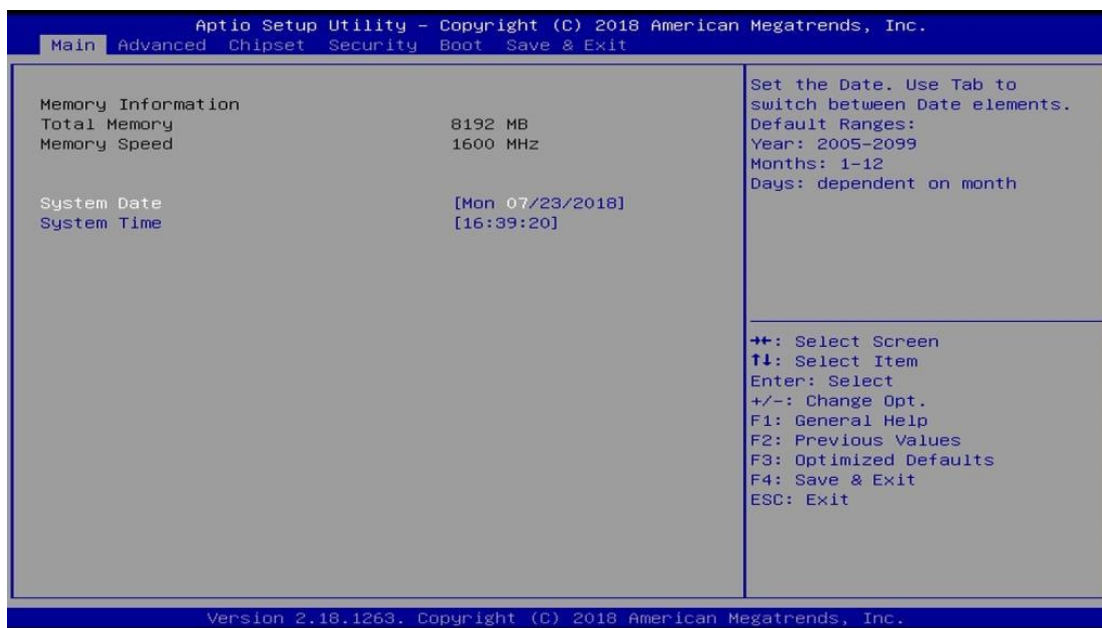 Aptio Setup Utility – Copyright (C) 2018 American Megatrends, Inc.
Main Advanced Chipset Security Boot Save & Exit
Memory Information
Total Memory 8192 MB
Memory Speed 1600 MHz
System Date [Mon 07/23/2018]
System Time [16:39:20]
Set the Date. Use Tab to
switch between Date elements.
Default Ranges:
Year: 2005-2099
Months: 1-12
Days: dependent on month
→←: Select Screen
↑↓: Select Item
Enter: Select
+/-: Change Opt.
F1: General Help
F2: Previous Values
F3: Optimized Defaults
F4: Save & Exit
ESC: Exit
Version 2.18.1263. Copyright (C) 2018 American Megatrends, Inc.